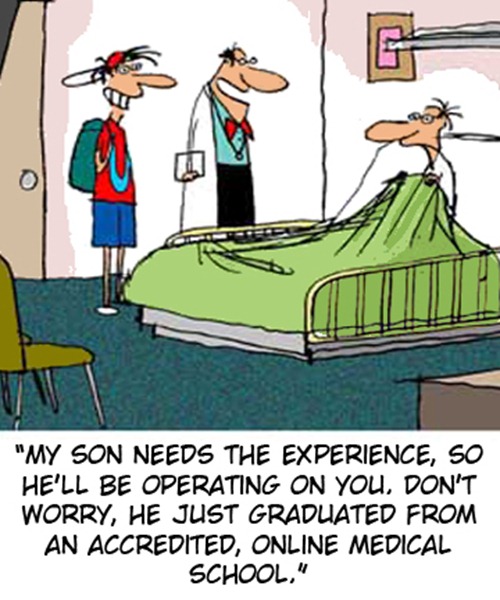 "MY SON NEEDS THE EXPERIENCE, SO
HE'LL BE OPERATING ON YOU. DON'T
WORRY, HE JUST GRADUATED FROM
AN ACCREDITED, ONLINE MEDICAL
SCHOOL."